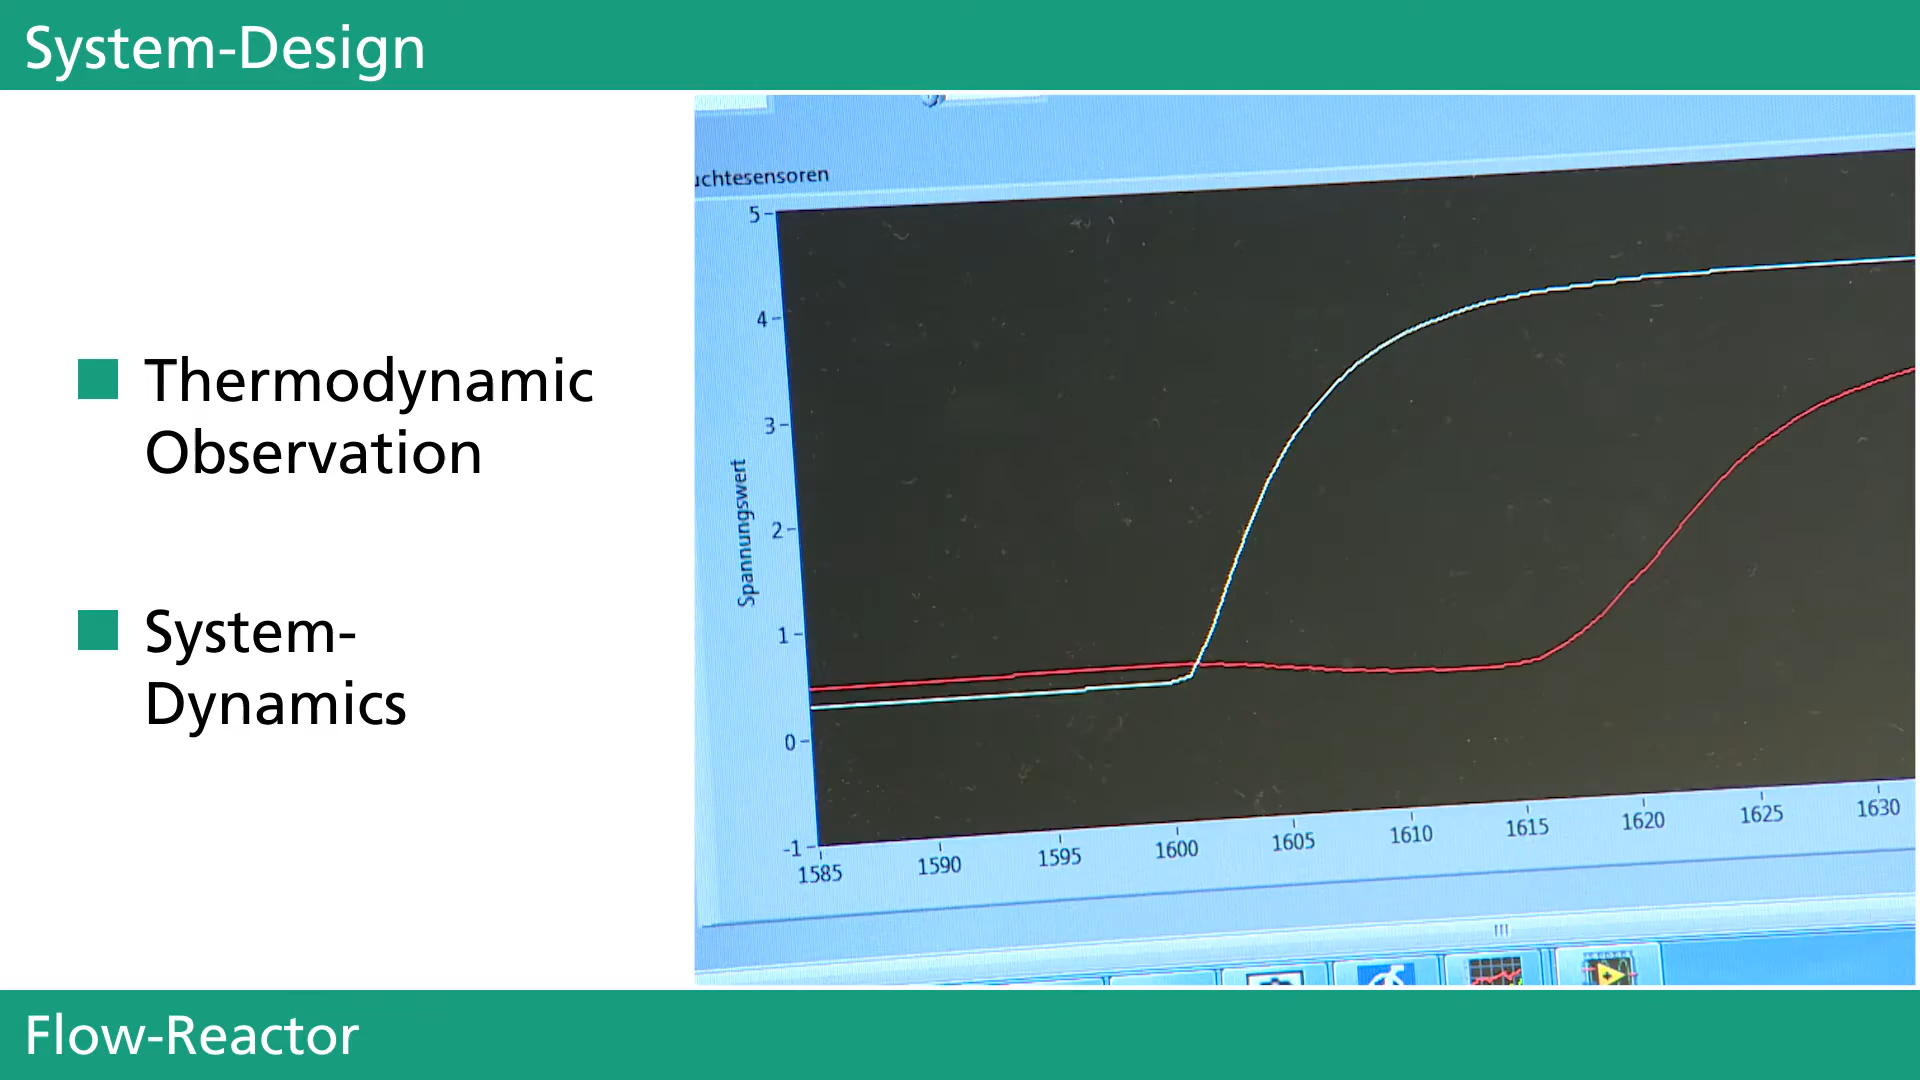 System-Design
Thermodynamic
Observation
System-
Dynamics
uchtesensoren
5
4
3
2
1
0
-1
Spannungswert
1585 1590 1595 1600 1605 1610 1615 1620 1625 1630
Flow-Reactor